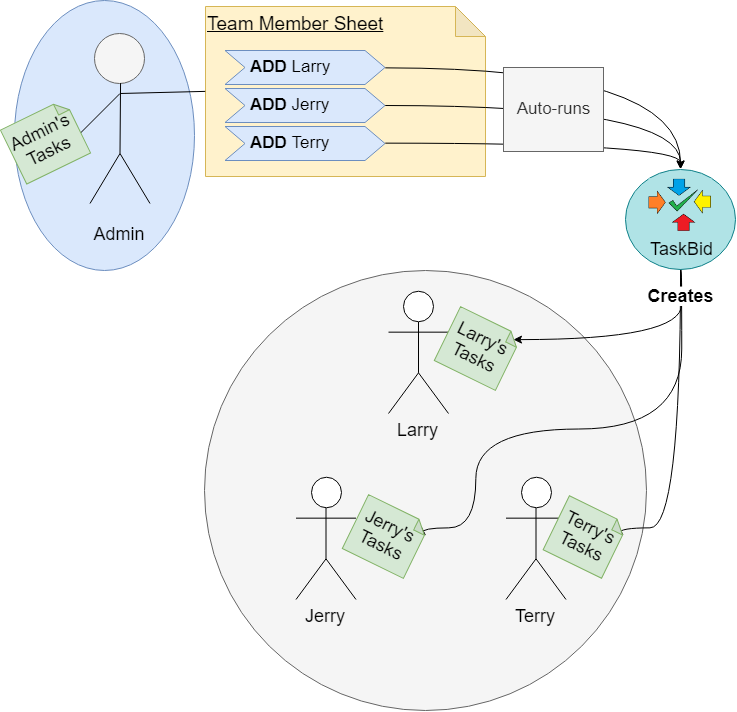 Team Member Sheet
ADD Larry
ADD Jerry
ADD Terry
Auto-runs
Admin's
Tasks
Admin
TaskBid
Creates
Larry's
Tasks
Larry
Jerry's
Tasks
Jerry
Terry's
Tasks
Terry